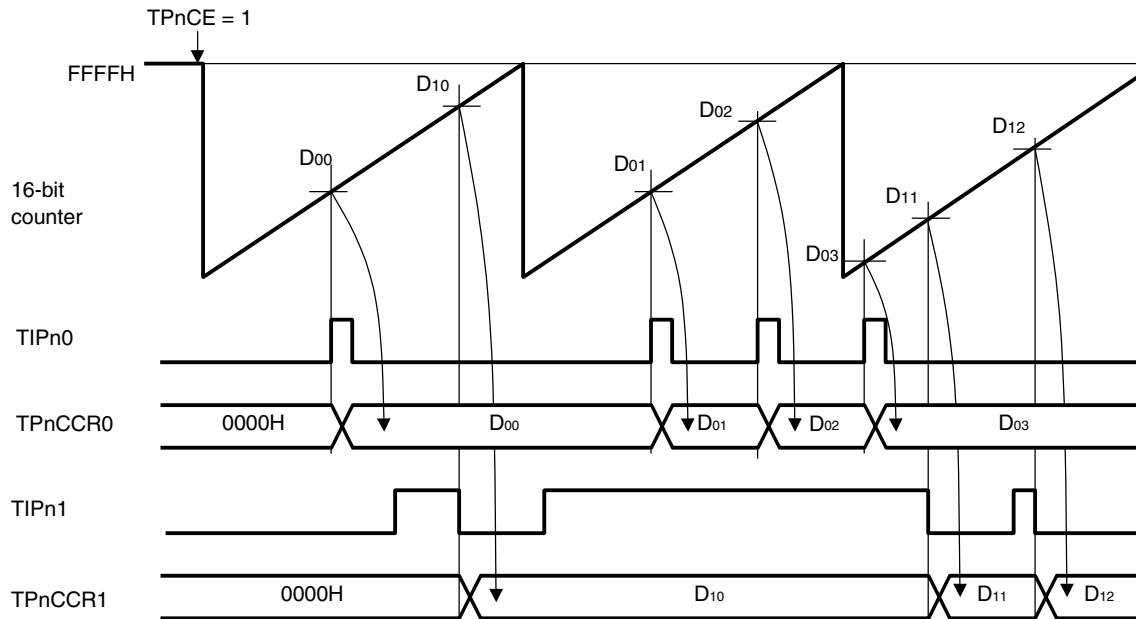 TPnCE = 1
FFFFH
D10
D02
D12
D00
D01
16-bit
counter
D11
D03
TIPn0
TPnCCR0
0000H
D00
D01
D02
D03
TIPn1
TPnCCR1
0000H
D10
D11
D12